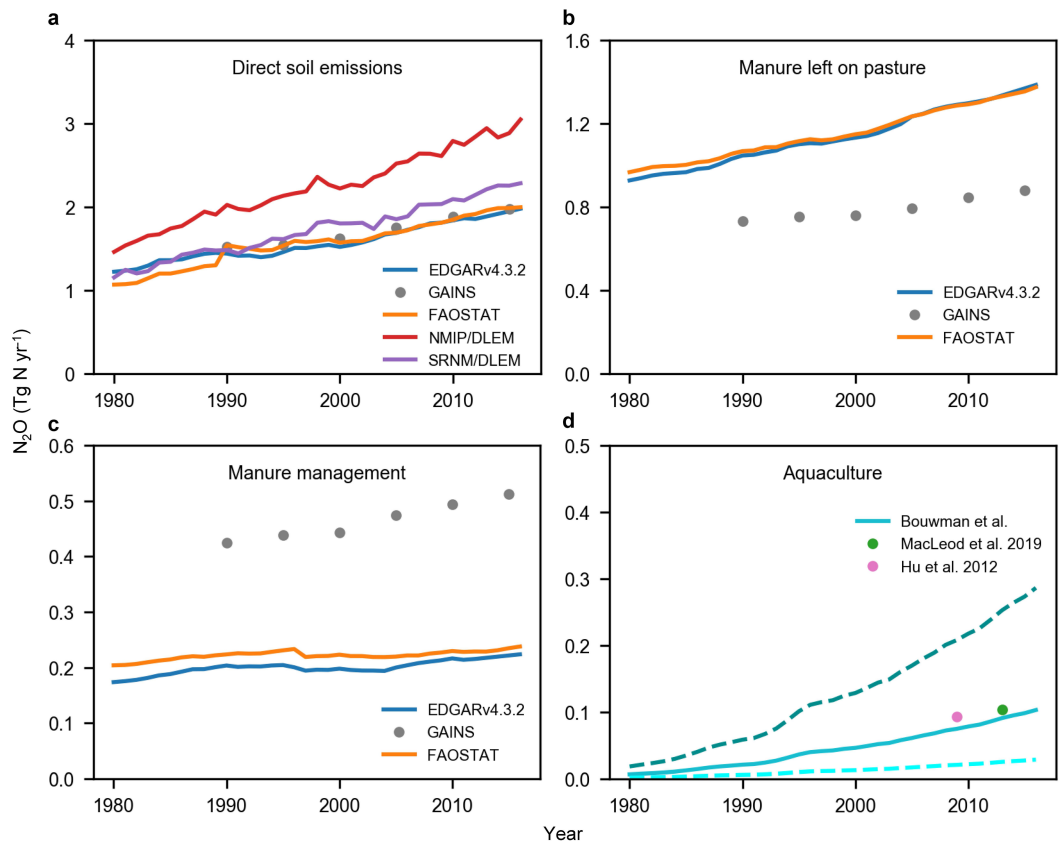 a
Direct soil emissions
4
3
2
1
0
1980 1990 2000 2010
EDGARv4.3.2
GAINS
FAOSTAT
NMIP/DLEM
SRNM/DLEM
b
Manure left on pasture
1.6
1.2
0.8
0.4
0.0
1980 1990 2000 2010
EDGARv4.3.2
GAINS
FAOSTAT
N₂O (Tg N yr⁻¹)
c
Manure management
0.6
0.5
0.4
0.3
0.2
0.1
0.0
1980 1990 2000 2010
EDGARv4.3.2
GAINS
FAOSTAT
d
Aquaculture
0.5
0.4
0.3
0.2
0.1
0.0
1980 1990 2000 2010
Bouwman et al.
MacLeod et al. 2019
Hu et al. 2012
Year